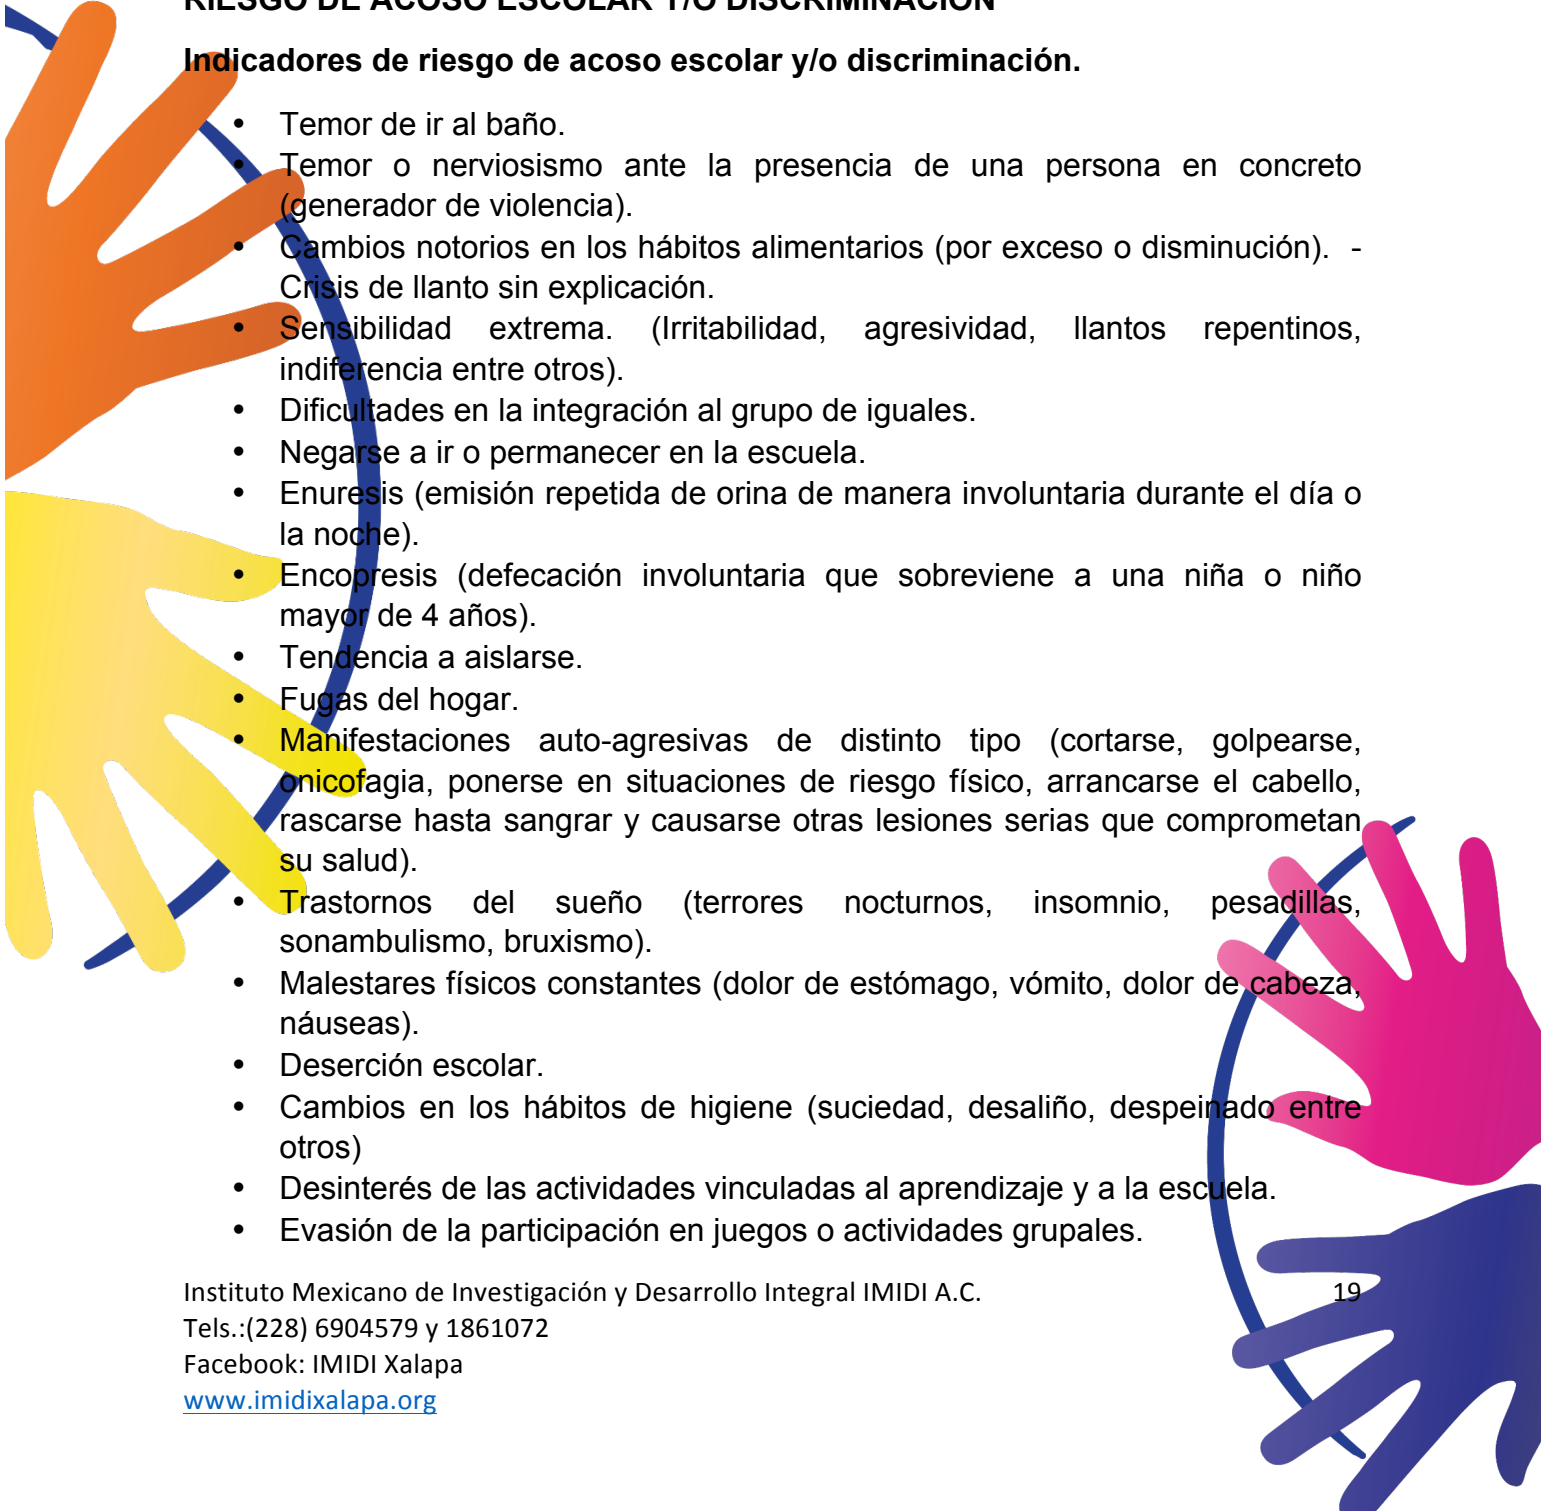 RIESGO DE ACOSO ESCOLAR Y/O DISCRIMINACIÓN
Indicadores de riesgo de acoso escolar y/o discriminación.
• Temor de ir al baño.
• Temor o nerviosismo ante la presencia de una persona en concreto
(generador de violencia).
• Cambios notorios en los hábitos alimentarios (por exceso o disminución). -
Crisis de llanto sin explicación.
• Sensibilidad extrema. (Irritabilidad, agresividad, llantos repentinos,
indiferencia entre otros).
• Dificultades en la integración al grupo de iguales.
• Negarse a ir o permanecer en la escuela.
• Enuresis (emisión repetida de orina de manera involuntaria durante el día o
la noche).
• Encopresis (defecación involuntaria que sobreviene a una niña o niño
mayor de 4 años).
• Tendencia a aislarse.
• Fugas del hogar.
• Manifestaciones auto-agresivas de distinto tipo (cortarse, golpearse,
onicofagia, ponerse en situaciones de riesgo físico, arrancarse el cabello,
rascarse hasta sangrar y causarse otras lesiones serias que comprometan
su salud).
• Trastornos del sueño (terrores nocturnos, insomnio, pesadillas,
sonambulismo, bruxismo).
• Malestares físicos constantes (dolor de estómago, vómito, dolor de cabeza,
náuseas).
• Deserción escolar.
• Cambios en los hábitos de higiene (suciedad, desaliño, despeinado entre
otros)
• Desinterés de las actividades vinculadas al aprendizaje y a la escuela.
• Evasión de la participación en juegos o actividades grupales.
Instituto Mexicano de Investigación y Desarrollo Integral IMIDI A.C. 19
Tels.:(228) 6904579 y 1861072
Facebook: IMIDI Xalapa
www.imidixalapa.org